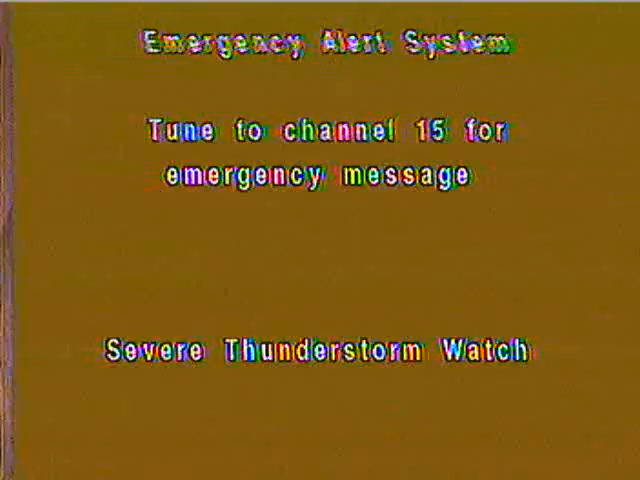 Emergency Alert System
Tune to channel 15 for
emergency message
Severe Thunderstorm Watch